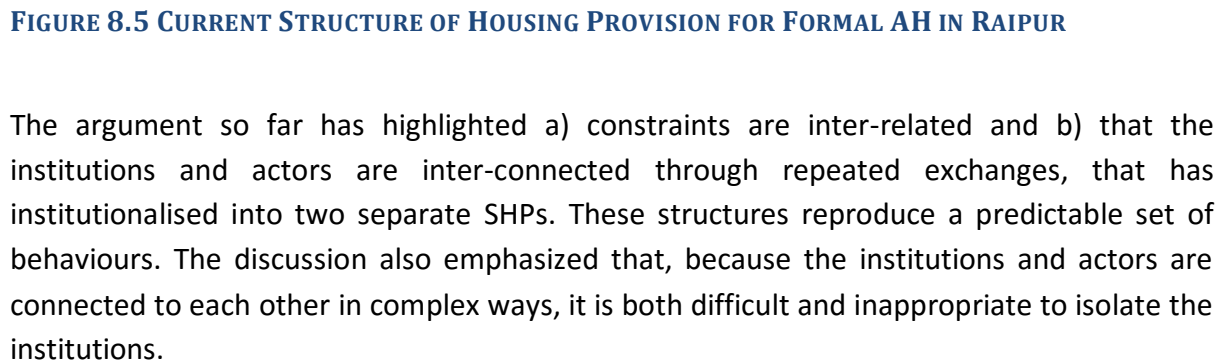 FIGURE 8.5 CURRENT STRUCTURE OF HOUSING PROVISION FOR FORMAL AH IN RAIPUR
The argument so far has highlighted a) constraints are inter-related and b) that the
institutions and actors are inter-connected through repeated exchanges, that has
institutionalised into two separate SHPs. These structures reproduce a predictable set of
behaviours. The discussion also emphasized that, because the institutions and actors are
connected to each other in complex ways, it is both difficult and inappropriate to isolate the
institutions.